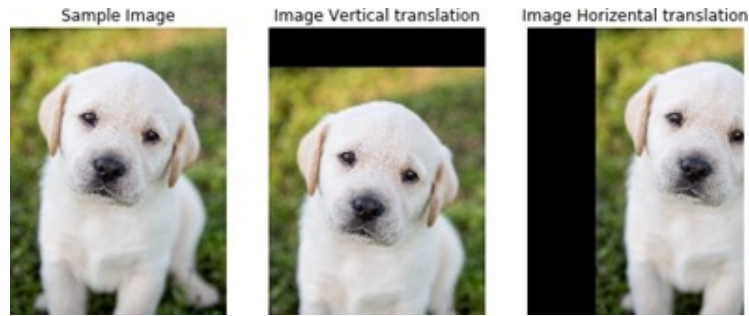 Sample Image
Image Vertical translation
Image Horizental translation